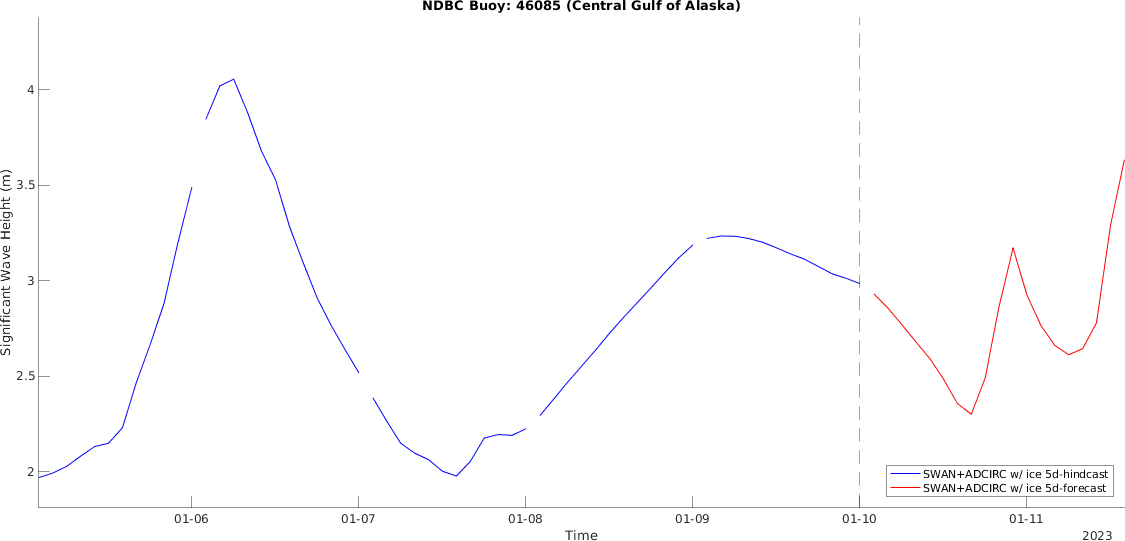 NDBC Buoy: 46085 (Central Gulf of Alaska)
Significant Wave Height (m)
4
3.5
3
2.5
2
01-06
01-07
01-08
01-09
01-10
01-11
Time
2023
SWAN+ADCIRC w/ ice 5d-hindcast
SWAN+ADCIRC w/ ice 5d-forecast